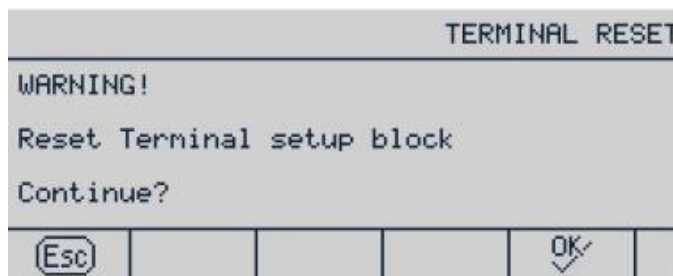 TERMINAL RESET
WARNING!
Reset Terminal setup block
Continue?
Esc OK